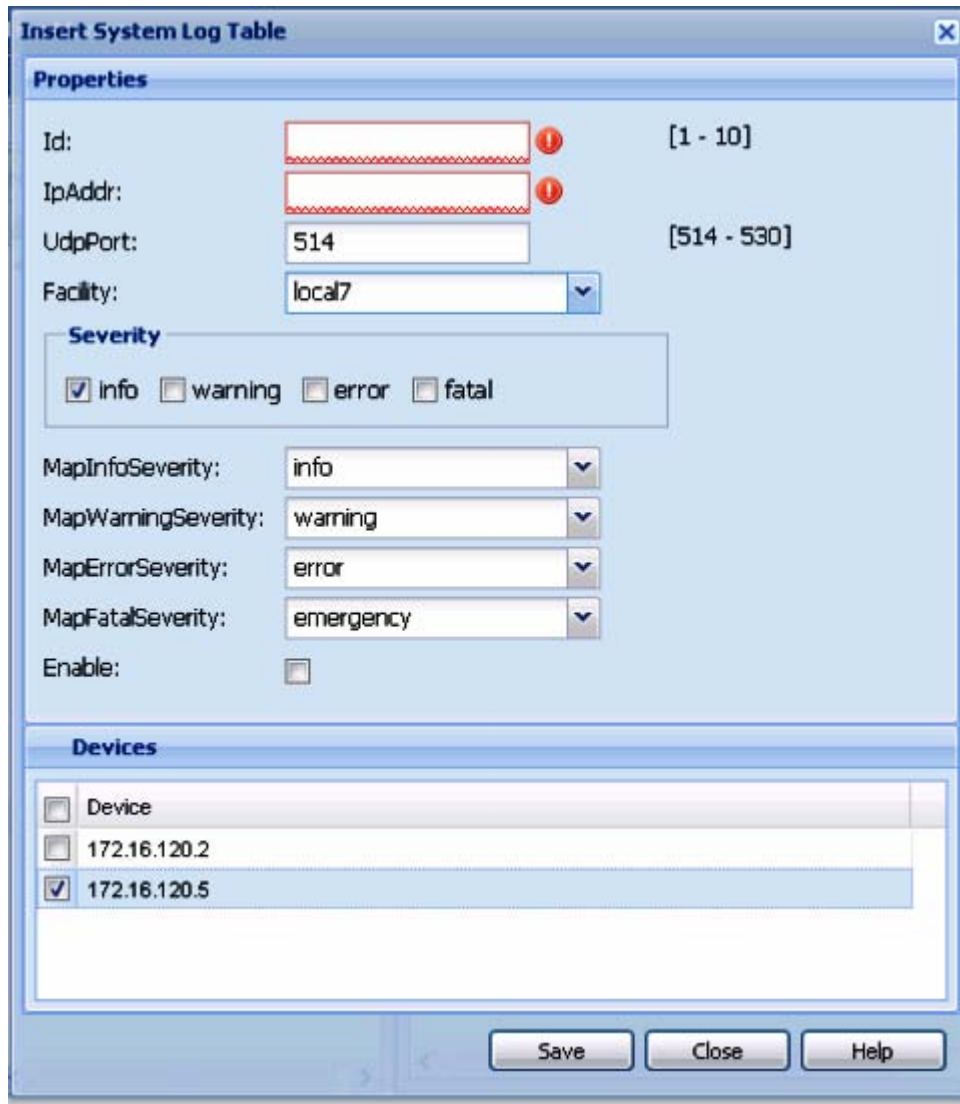 Insert System Log Table
Properties
Id: [1 - 10]
IpAddr:
UdpPort: 514 [514 - 530]
Facility: local7
Severity
info warning error fatal
MapInfoSeverity: info
MapWarningSeverity: warning
MapErrorSeverity: error
MapFatalSeverity: emergency
Enable:
Devices
Device
172.16.120.2
172.16.120.5
Save Close Help